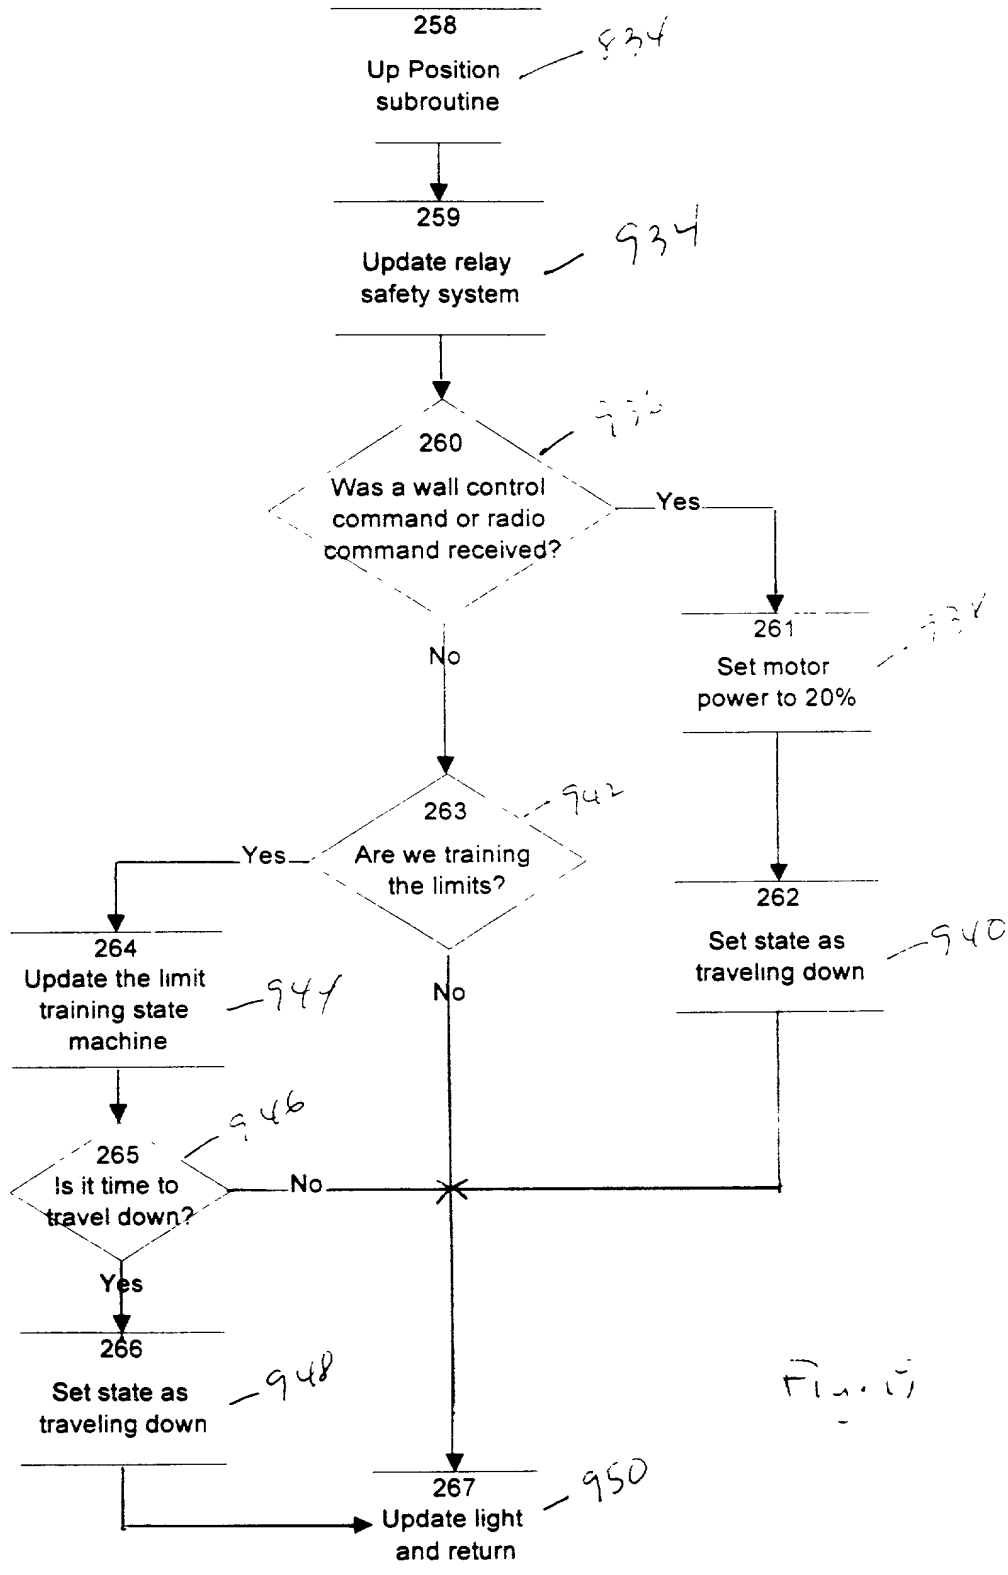 258
Up Position
subroutine
834
259
Update relay
safety system
934
260
Was a wall control
command or radio
command received?
Yes
No
261
Set motor
power to 20%
263
Are we training
the limits?
942
Yes
No
262
Set state as
traveling down
940
264
Update the limit
training state
machine
944
265
Is it time to
travel down?
946
No
Yes
266
Set state as
traveling down
948
267
Update light
and return
950